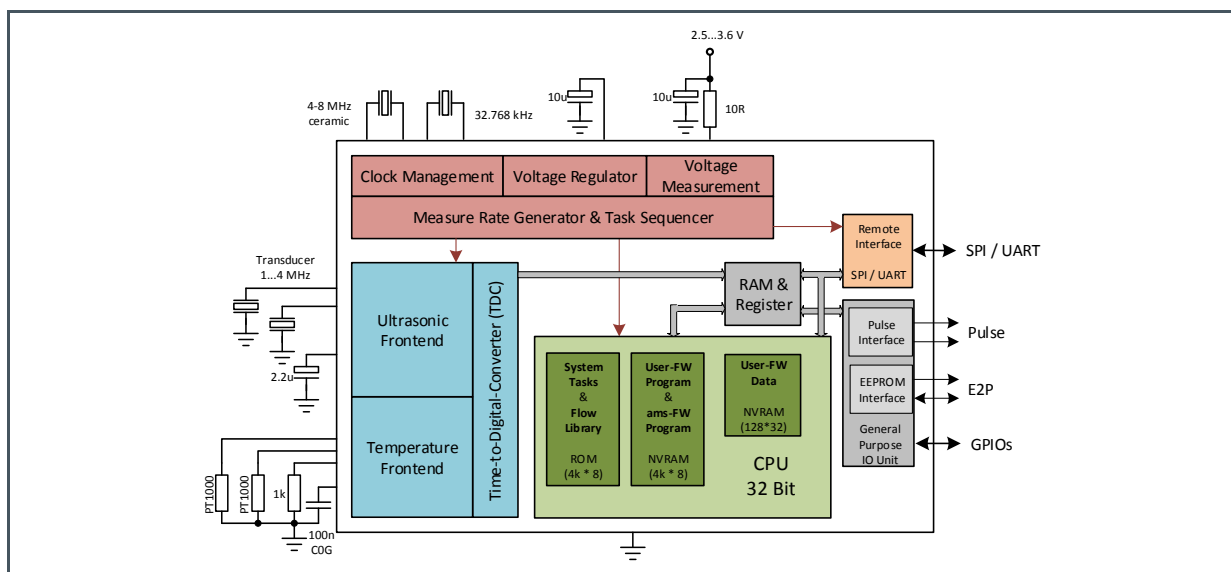 2.5...3.6 V
4-8 MHz
ceramic
32.768 kHz
10u
10u
10R
Clock Management
Voltage Regulator
Voltage
Measurement
Measure Rate Generator & Task Sequencer
Remote
Interface
SPI / UART
SPI / UART
Transducer
1...4 MHz
2.2u
Ultrasonic
Frontend
Time-to-Digital-Converter (TDC)
RAM &
Register
Pulse
Interface
Pulse
EEPROM
Interface
E2P
General
Purpose
IO Unit
GPIOs
System
Tasks
&
Flow
Library
ROM
(4k * 8)
User-FW
Program
&
ams-FW
Program
NVRAM
(4k * 8)
User-FW
Data
NVRAM
(128*32)
CPU
32 Bit
Temperature
Frontend
PT1000
PT1000
1k
100n
C0G